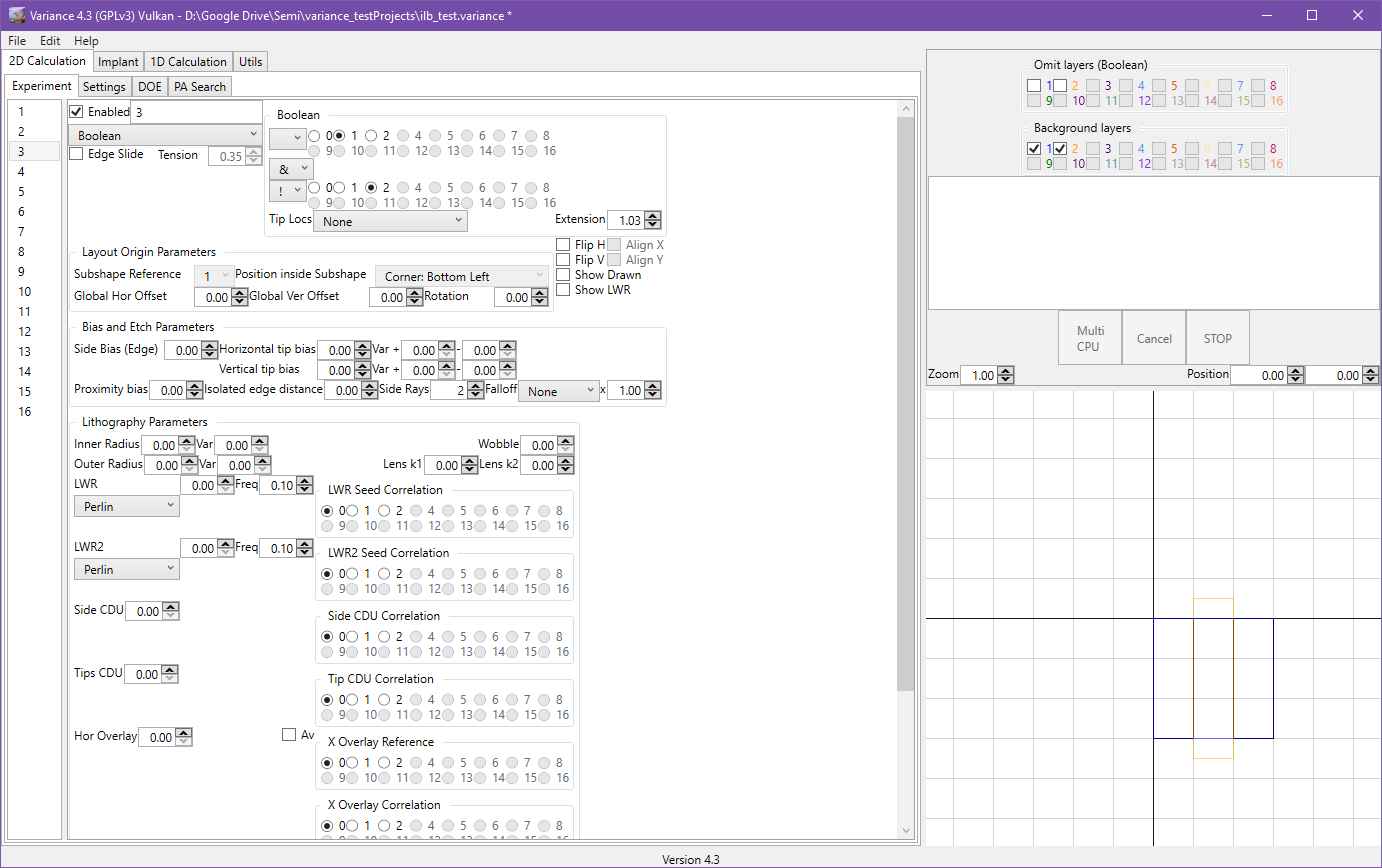 Variance 4.3 (GPLv3) Vulkan - D:\Google Drive\Semi\variance_testProjects\ilb_test.variance *
File Edit Help
2D Calculation Implant 1D Calculation Utils
Experiment Settings DOE PA Search
1
2
3
4
5
6
7
8
9
10
11
12
13
14
15
16
Enabled 3
Boolean
Edge Slide Tension 0.35
Boolean
0 1 2 4 5 6 7 8
9 10 11 12 13 14 15 16
&
! 0 1 2 4 5 6 7 8
9 10 11 12 13 14 15 16
Tip Locs None Extension 1.03
Layout Origin Parameters
Subshape Reference 1 Position inside Subshape Corner: Bottom Left
Global Hor Offset 0.00 Global Ver Offset 0.00 Rotation 0.00
Flip H Align X
Flip V Align Y
Show Drawn
Show LWR
Bias and Etch Parameters
Side Bias (Edge) 0.00 Horizontal tip bias 0.00 Var + 0.00 - 0.00
Vertical tip bias 0.00 Var + 0.00 - 0.00
Proximity bias 0.00 Isolated edge distance 0.00 Side Rays 2 Falloff None x 1.00
Lithography Parameters
Inner Radius 0.00 Var 0.00 Wobble 0.00
Outer Radius 0.00 Var 0.00 Lens k1 0.00 Lens k2 0.00
LWR 0.00 Freq 0.10
Perlin
LWR Seed Correlation
0 1 2 4 5 6 7 8
9 10 11 12 13 14 15 16
LWR2 0.00 Freq 0.10
Perlin
LWR2 Seed Correlation
0 1 2 4 5 6 7 8
9 10 11 12 13 14 15 16
Side CDU 0.00
Side CDU Correlation
0 1 2 4 5 6 7 8
9 10 11 12 13 14 15 16
Tips CDU 0.00
Tip CDU Correlation
0 1 2 4 5 6 7 8
9 10 11 12 13 14 15 16
Hor Overlay 0.00 Av
X Overlay Reference
0 1 2 4 5 6 7 8
9 10 11 12 13 14 15 16
X Overlay Correlation
0 1 2 4 5 6 7 8
Omit layers (Boolean)
1 2 3 4 5 6 7 8
9 10 11 12 13 14 15 16
Background layers
1 2 3 4 5 6 7 8
9 10 11 12 13 14 15 16
Multi
CPU
Cancel
STOP
Zoom 1.00 Position 0.00 0.00
Version 4.3